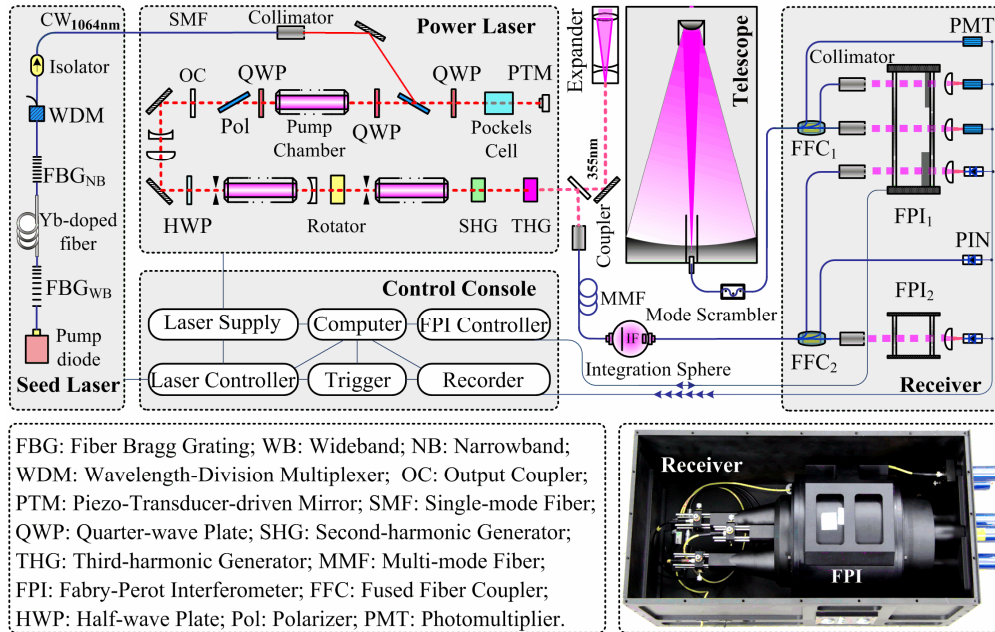 CW 1064nm
SMF
Collimator
Power Laser
Isolator
WDM
FBG NB
Yb-doped
fiber
FBG WB
Pump
diode
Seed Laser
OC
QWP
QWP
PTM
Pol
Pump
Chamber
QWP
Pockels
Cell
HWP
Rotator
SHG
THG
Expander
355nm
Coupler
Telescope
MMF
Mode Scrambler
IF
Integration Sphere
Control Console
Laser Supply
Computer
FPI Controller
Laser Controller
Trigger
Recorder
PMT
Collimator
FFC1
FPI1
PIN
FPI2
FFC2
Receiver
FBG: Fiber Bragg Grating; WB: Wideband; NB: Narrowband;
WDM: Wavelength-Division Multiplexer; OC: Output Coupler;
PTM: Piezo-Transducer-driven Mirror; SMF: Single-mode Fiber;
QWP: Quarter-wave Plate; SHG: Second-harmonic Generator;
THG: Third-harmonic Generator; MMF: Multi-mode Fiber;
FPI: Fabry-Perot Interferometer; FFC: Fused Fiber Coupler;
HWP: Half-wave Plate; Pol: Polarizer; PMT: Photomultiplier.
Receiver
FPI